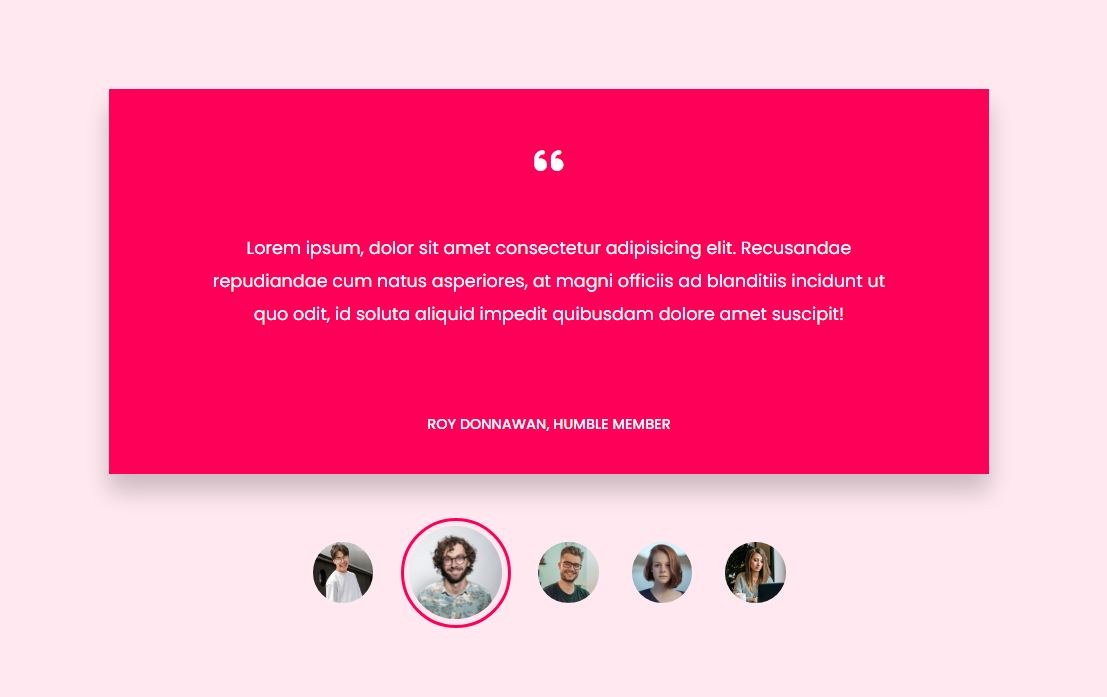 “
Lorem ipsum, dolor sit amet consectetur adipisicing elit. Recusandae
repudiandae cum natus asperiores, at magni officiis ad blanditiis incidunt ut
quo odit, id soluta aliquid impedit quibusdam dolore amet suscipit!
ROY DONNAWAN, HUMBLE MEMBER